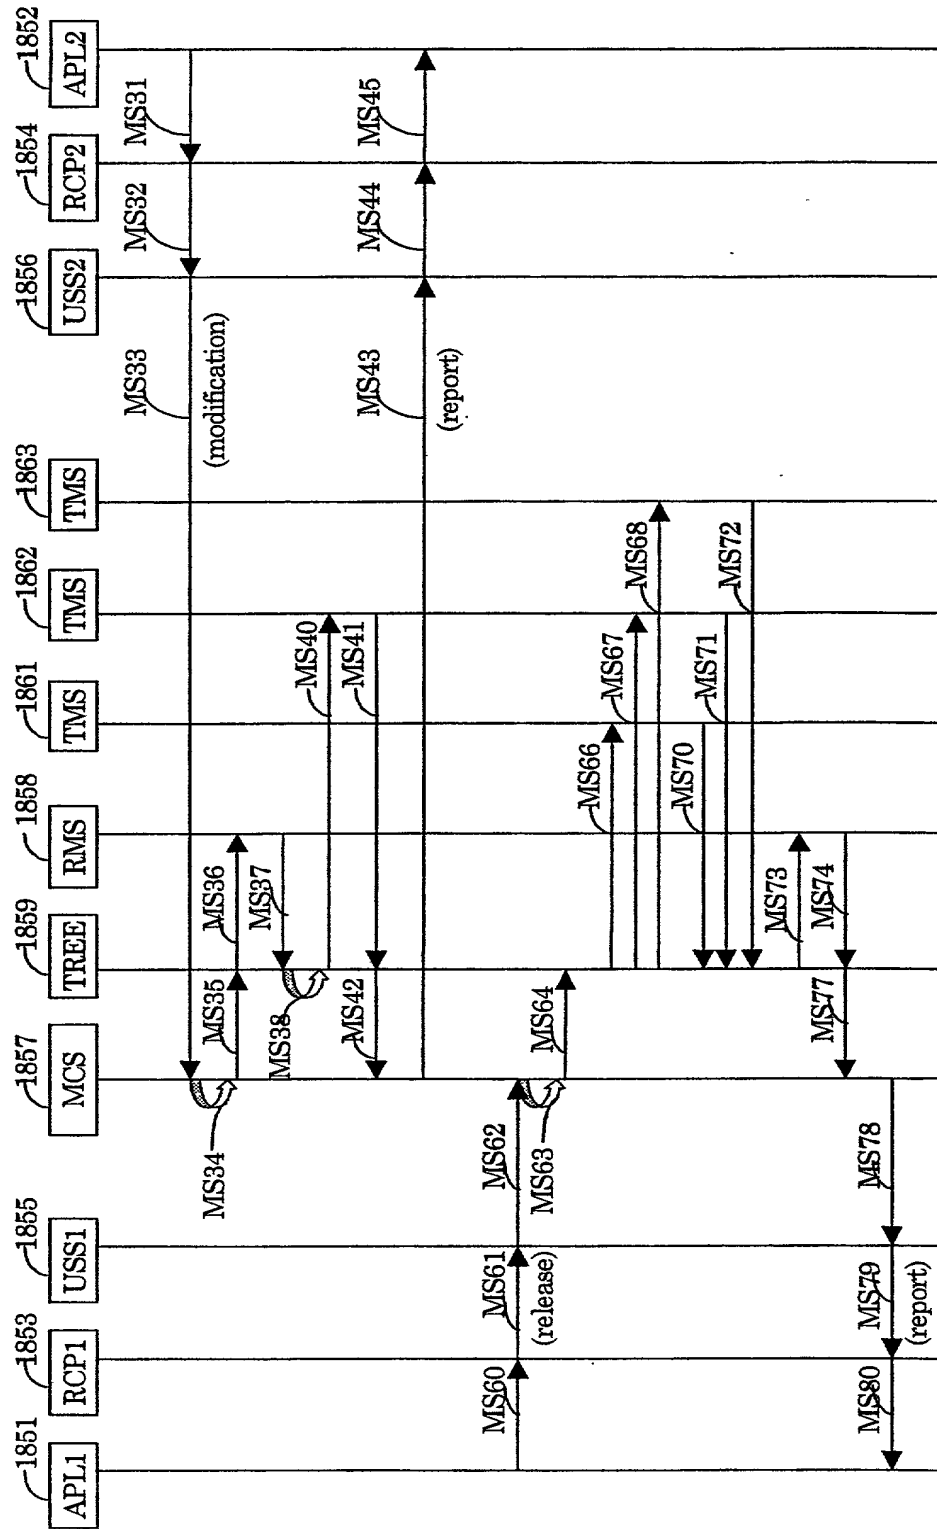 1851
1853
1855
1857
1859
1858
1861
1862
1863
1856
1854
1852
APL1
RCP1
USS1
MCS
TREE
RMS
TMS
TMS
TMS
USS2
RCP2
APL2
MS33
MS32
MS31
(modification)
MS34
MS35
MS36
MS37
MS38
MS40
MS41
MS42
MS43
MS44
MS45
(report)
MS60
MS61
MS62
(release)
MS63
MS64
MS66
MS67
MS68
MS70
MS71
MS72
MS73
MS74
MS77
MS78
MS79
MS80
(report)